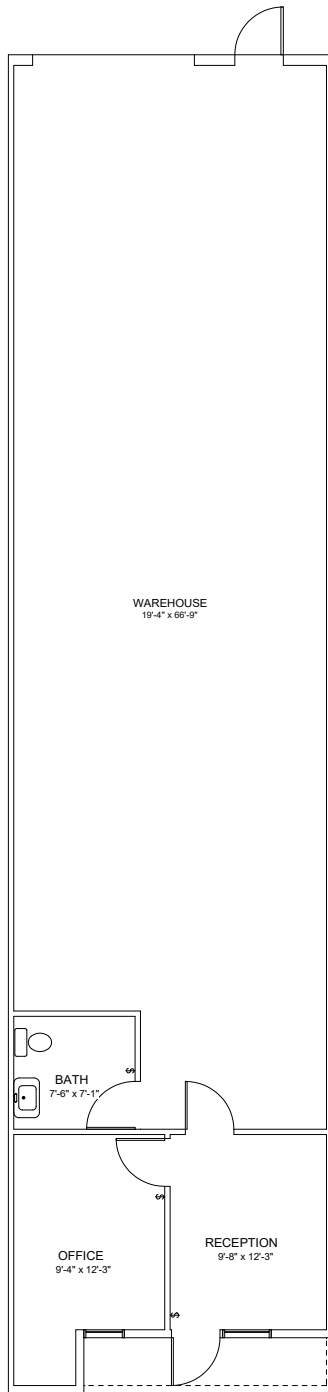 WAREHOUSE
19'-4" x 66'-9"
BATH
7'-6" x 7'-1"
$
$
OFFICE
9'-4" x 12'-3"
RECEPTION
9'-8" x 12'-3"
$